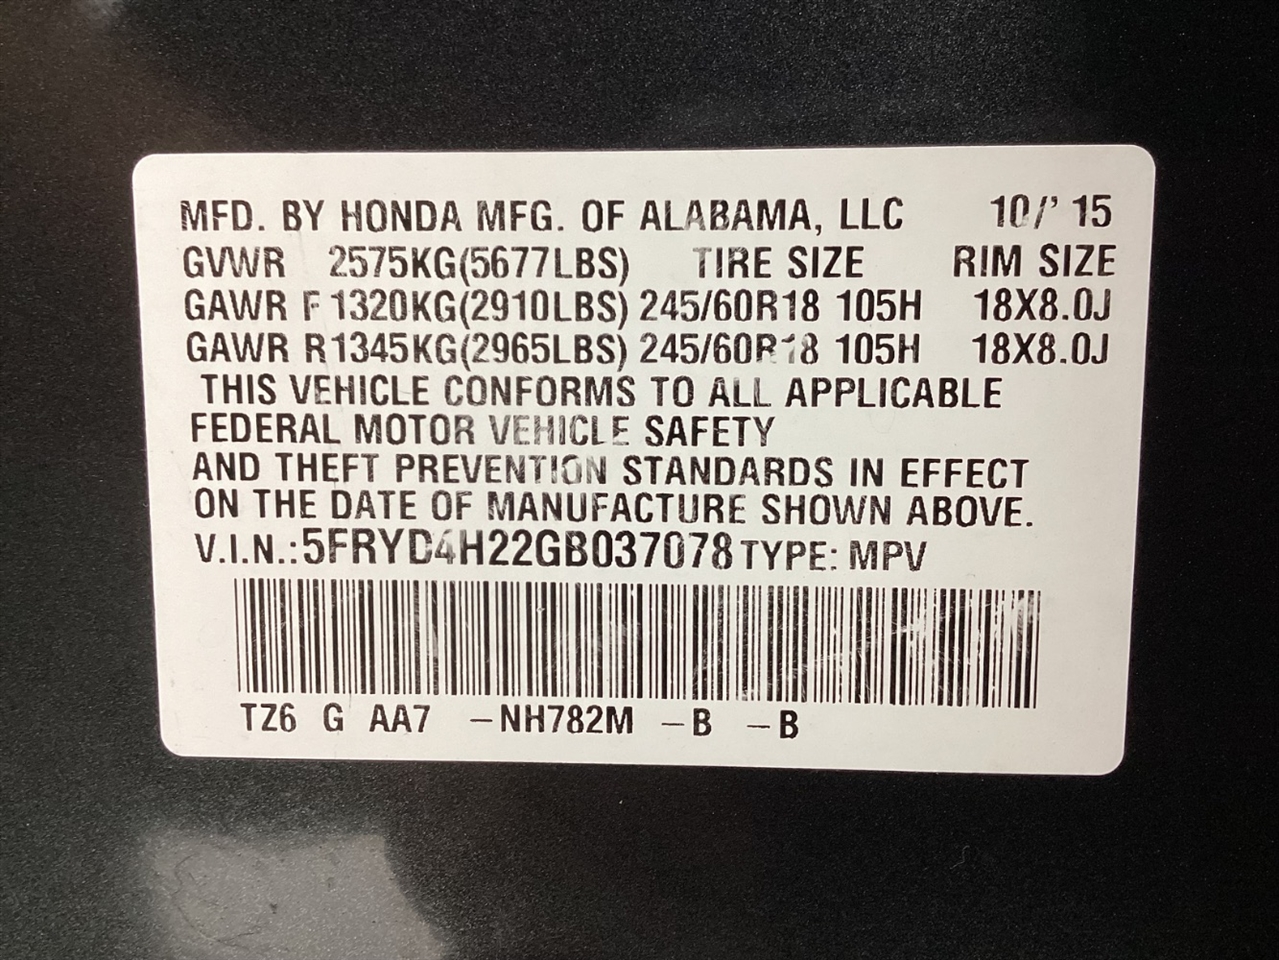 MFD. BY HONDA MFG. OF ALABAMA, LLC 10/' 15
GVWR 2575KG(5677LBS) TIRE SIZE RIM SIZE
GAWR F 1320KG(2910LBS) 245/60R18 105H 18X8.0J
GAWR R 1345KG(2965LBS) 245/60R18 105H 18X8.0J
THIS VEHICLE CONFORMS TO ALL APPLICABLE
FEDERAL MOTOR VEHICLE SAFETY
AND THEFT PREVENTION STANDARDS IN EFFECT
ON THE DATE OF MANUFACTURE SHOWN ABOVE.
V.I.N.: 5FRYD4H22GB037078 TYPE: MPV
TZ6 G AA7 -NH782M -B -B